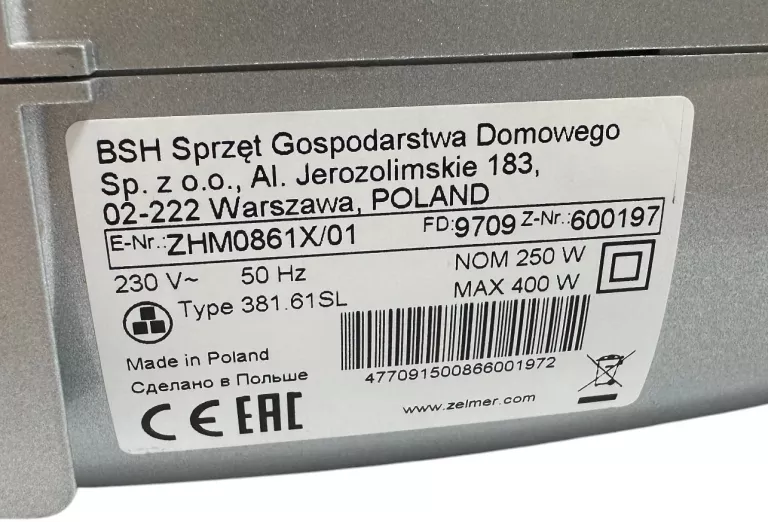 BSH Sprzęt Gospodarstwa Domowego
Sp. z o.o., Al. Jerozolimskie 183,
02-222 Warszawa, POLAND
E-Nr.: ZHM0861X/01 FD: 9709 Z-Nr.: 600197
230 V~ 50 Hz NOM 250 W
Type 381.61SL MAX 400 W
Made in Poland
Сделано в Польше
477091500866001972
CE EAC www.zelmer.com